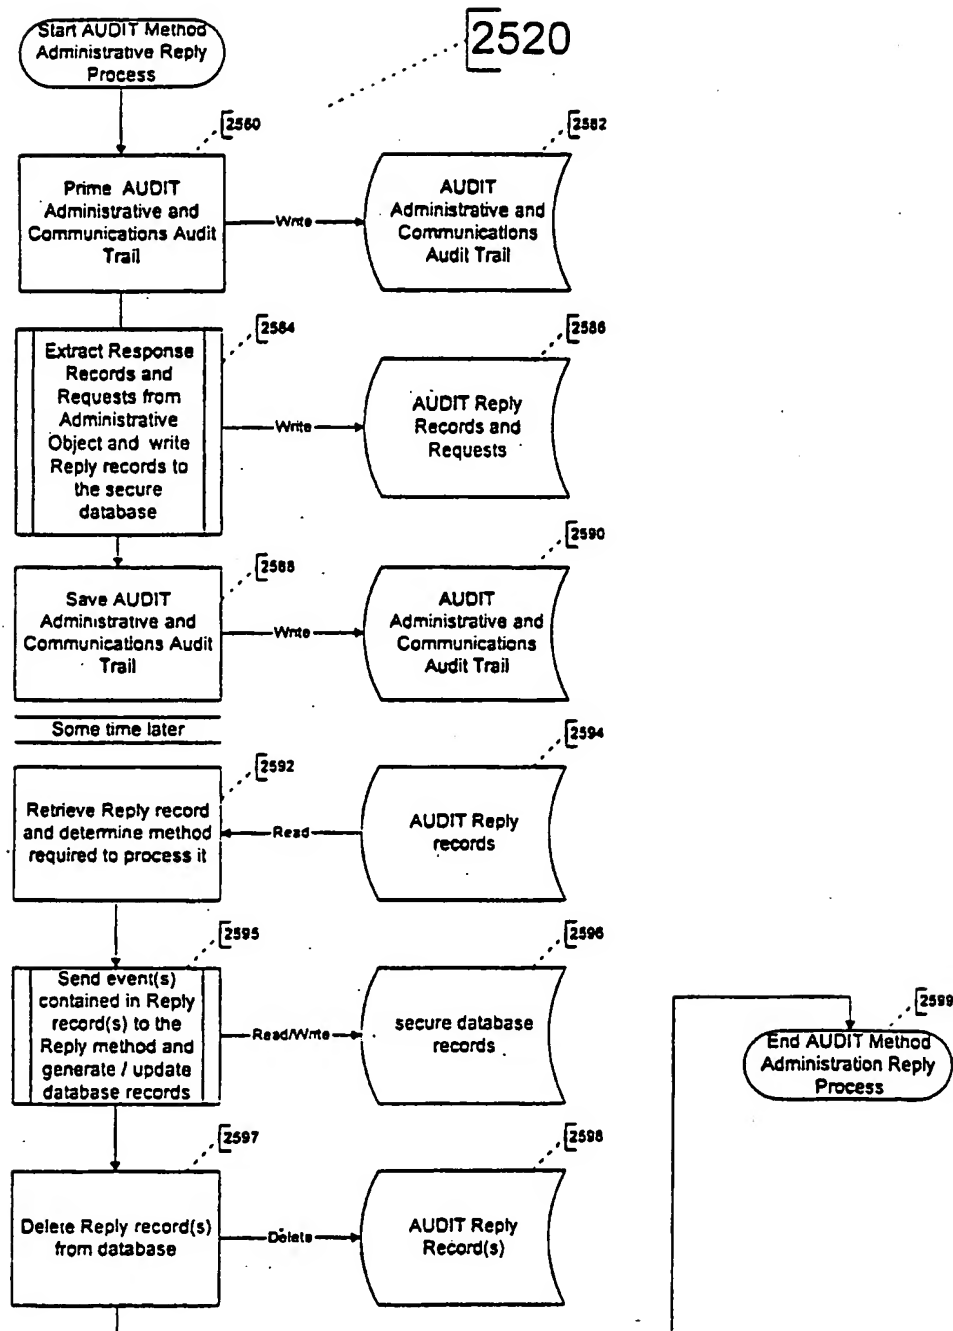 Start AUDIT Method
Administrative Reply
Process
2520
2560
2582
Prime AUDIT
Administrative and
Communications Audit
Trail
Write
AUDIT
Administrative and
Communications
Audit Trail
2584
2586
Extract Response
Records and
Requests from
Administrative
Object and write
Reply records to
the secure
database
Write
AUDIT Reply
Records and
Requests
2588
2590
Save AUDIT
Administrative and
Communications Audit
Trail
Write
AUDIT
Administrative and
Communications
Audit Trail
Some time later
2592
2594
Retrieve Reply record
and determine method
required to process it
Read
AUDIT Reply
records
2595
2596
Send event(s)
contained in Reply
record(s) to the
Reply method and
generate / update
database records
Read/Write
secure database
records
2599
End AUDIT Method
Administration Reply
Process
2597
2598
Delete Reply record(s)
from database
Delete
AUDIT Reply
Record(s)